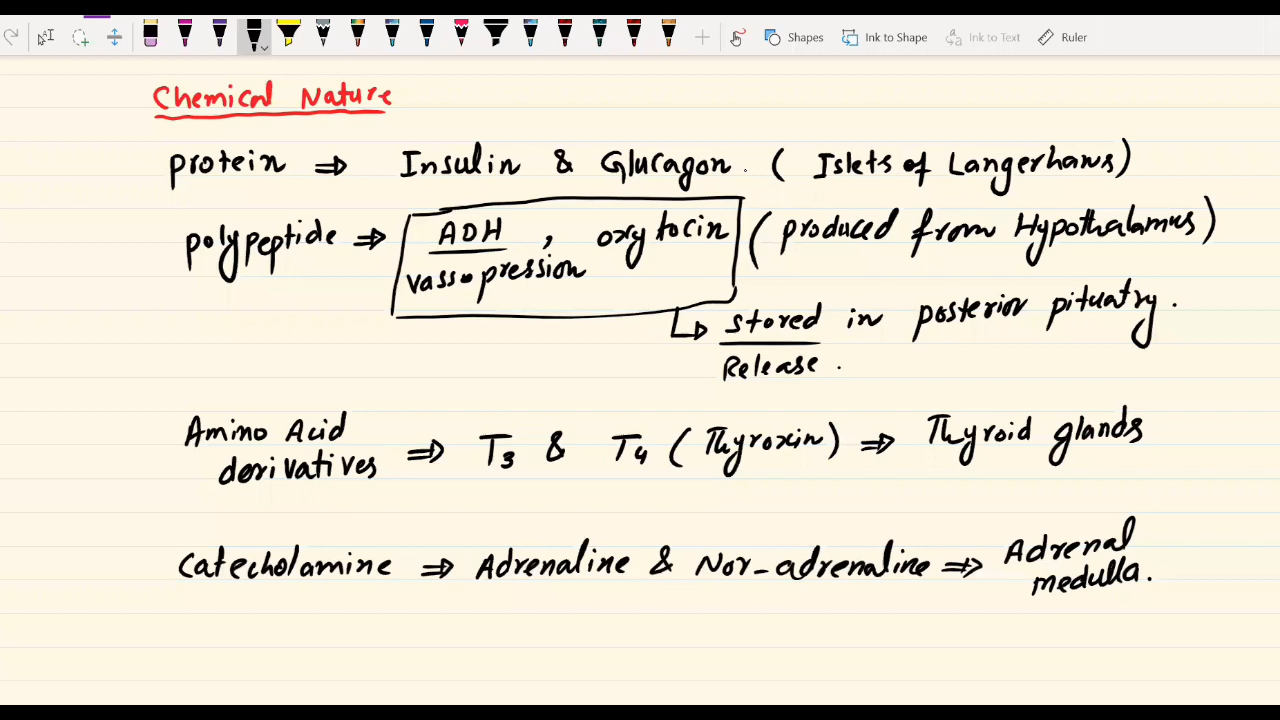 Shapes Ink to Shape Ink to Text Ruler
Chemical Nature
protein ⇒ Insulin & Glucagon. ( Islets of Langerhaws)
polypeptide ⇒ ADH, oxytocin (produced from Hypothalamus)
vassopression
↳ stored in posterior pituatry.
Release.
Amino Acid
derivatives ⇒ T3 & T4 (Thyroxin) ⇒ Thyroid glands
Catecholamine ⇒ Adrenaline & Nor-adrenaline ⇒ Adrenal
medulla.